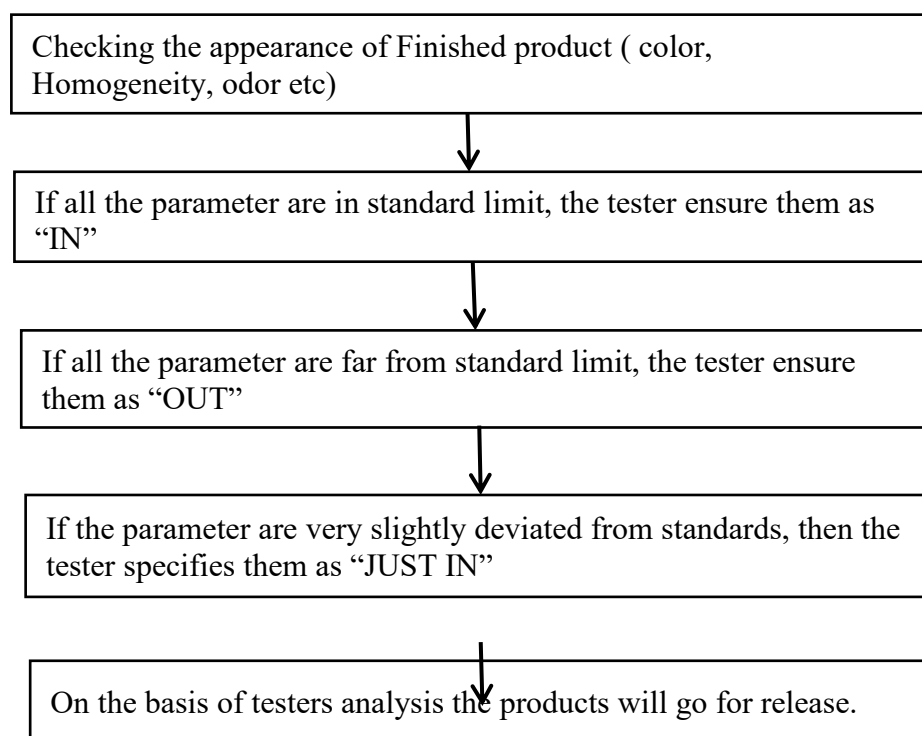 Checking the appearance of Finished product ( color,
Homogeneity, odor etc)
If all the parameter are in standard limit, the tester ensure them as
“IN”
If all the parameter are far from standard limit, the tester ensure
them as “OUT”
If the parameter are very slightly deviated from standards, then the
tester specifies them as “JUST IN”
On the basis of testers analysis the products will go for release.